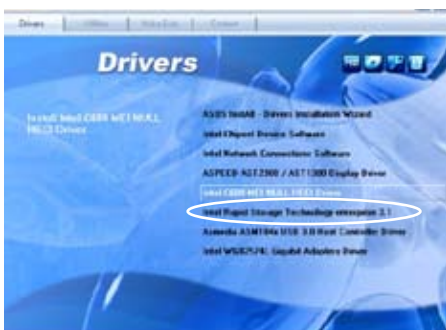 Drivers Utilities Contact
Drivers
Install Intel C600 MEI NULL
HECI Driver
ASUS InstAll - Drivers Installation Wizard
Intel Chipset Device Software
Intel Network Connections Software
ASPEED AST2300 / AST1300 Display Driver
Intel C600 MEI NULL HECI Driver
Intel Rapid Storage Technology enterprise 3.1
Asmedia ASM104x USB 3.0 Host Controller Driver
Intel WG82574L Gigabit Adapters Driver